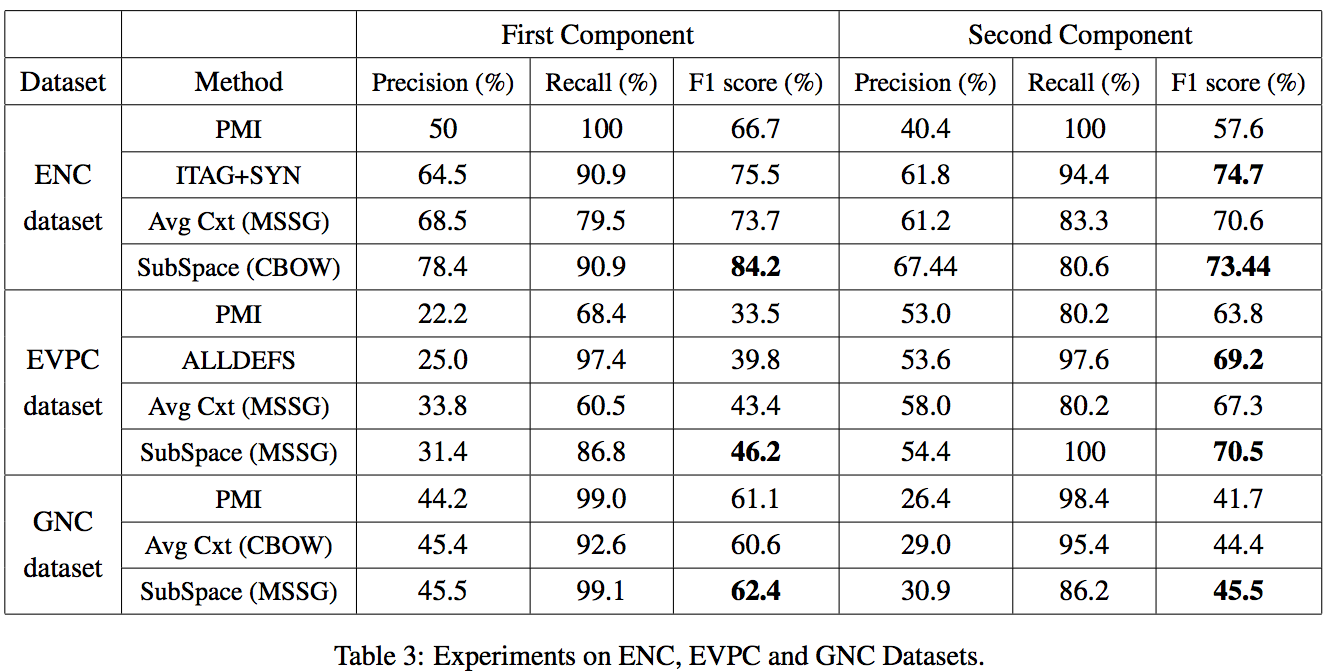 First Component Second Component
Dataset Method Precision (%) Recall (%) F1 score (%) Precision (%) Recall (%) F1 score (%)
ENC dataset
PMI 50 100 66.7 40.4 100 57.6
ITAG+SYN 64.5 90.9 75.5 61.8 94.4 74.7
Avg Cxt (MSSG) 68.5 79.5 73.7 61.2 83.3 70.6
SubSpace (CBOW) 78.4 90.9 84.2 67.44 80.6 73.44
EVPC dataset
PMI 22.2 68.4 33.5 53.0 80.2 63.8
ALLDEFS 25.0 97.4 39.8 53.6 97.6 69.2
Avg Cxt (MSSG) 33.8 60.5 43.4 58.0 80.2 67.3
SubSpace (MSSG) 31.4 86.8 46.2 54.4 100 70.5
GNC dataset
PMI 44.2 99.0 61.1 26.4 98.4 41.7
Avg Cxt (CBOW) 45.4 92.6 60.6 29.0 95.4 44.4
SubSpace (MSSG) 45.5 99.1 62.4 30.9 86.2 45.5
Table 3: Experiments on ENC, EVPC and GNC Datasets.